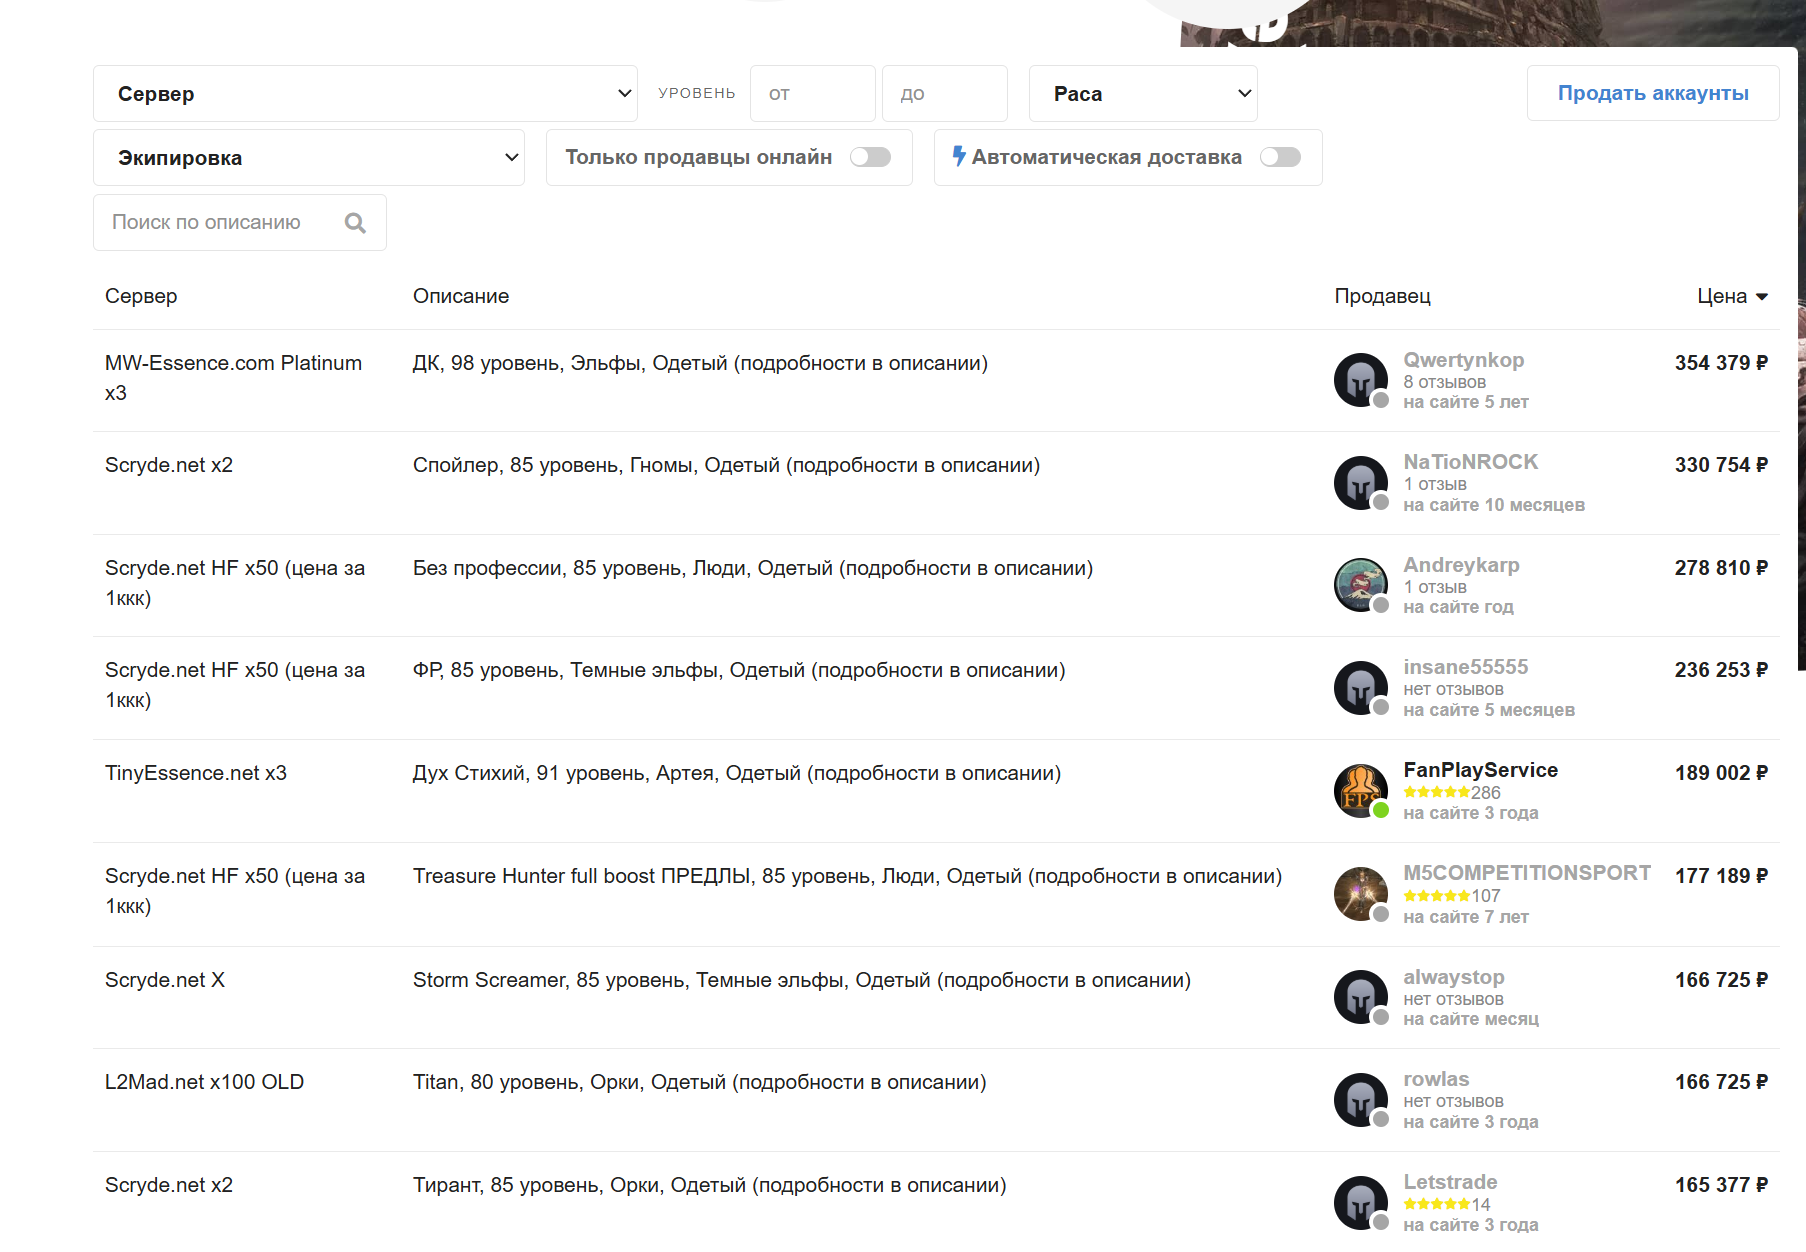 Сервер
УРОВЕНЬ
от
до
Раса
Продать аккаунты
Экипировка
Только продавцы онлайн
Автоматическая доставка
Поиск по описанию
Сервер Описание Продавец Цена
MW-Essence.com Platinum
x3
ДК, 98 уровень, Эльфы, Одетый (подробности в описании)
Qwertynkop
8 отзывов
на сайте 5 лет
354 379 ₽
Scryde.net x2
Спойлер, 85 уровень, Гномы, Одетый (подробности в описании)
NaTioNROCK
1 отзыв
на сайте 10 месяцев
330 754 ₽
Scryde.net HF x50 (цена за
1ккк)
Без профессии, 85 уровень, Люди, Одетый (подробности в описании)
Andreykarp
1 отзыв
на сайте год
278 810 ₽
Scryde.net HF x50 (цена за
1ккк)
ФР, 85 уровень, Темные эльфы, Одетый (подробности в описании)
insane55555
нет отзывов
на сайте 5 месяцев
236 253 ₽
TinyEssence.net x3
Дух Стихий, 91 уровень, Артея, Одетый (подробности в описании)
FPS
FanPlayService
286
на сайте 3 года
189 002 ₽
Scryde.net HF x50 (цена за
1ккк)
Treasure Hunter full boost ПРЕДЛЫ, 85 уровень, Люди, Одетый (подробности в описании)
M5COMPETITIONSPORT
107
на сайте 7 лет
177 189 ₽
Scryde.net X
Storm Screamer, 85 уровень, Темные эльфы, Одетый (подробности в описании)
alwaystop
нет отзывов
на сайте месяц
166 725 ₽
L2Mad.net x100 OLD
Titan, 80 уровень, Орки, Одетый (подробности в описании)
rowlas
нет отзывов
на сайте 3 года
166 725 ₽
Scryde.net x2
Тирант, 85 уровень, Орки, Одетый (подробности в описании)
Letstrade
14
на сайте 3 года
165 377 ₽